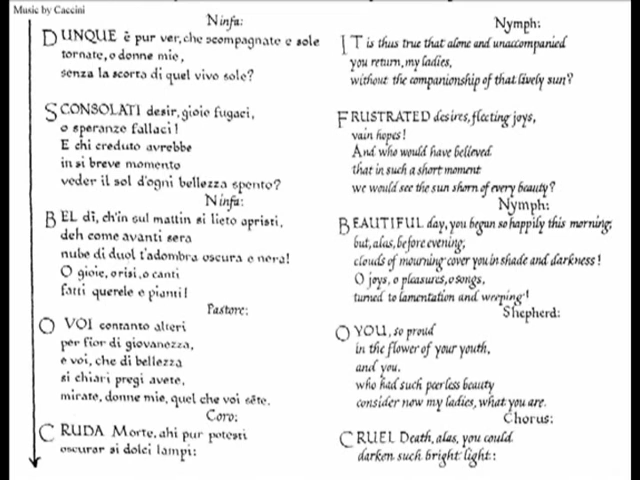 Music by Caccini
Ninfa:
DUNQUE è pur ver, che scompagnate e sole
tornate, o donne mie,
senza la scorta di quel vivo sole?
SCONSOLATI desir, gioie fugaci,
o speranze fallaci!
E chi creduto avrebbe
in sì breve momento
veder il sol d'ogni bellezza spento?
Ninfa:
BEL dì, ch'in sul mattin sì lieto apristi,
deh come avanti sera
nube di duol t'adombra oscura e nera!
O gioie, o risi, o canti
fatti querele e pianti!
Pastore:
O VOI cotanto alteri
per fior di giovanezza,
e voi, che di bellezza
sì chiari pregi avete,
mirate, donne mie, quel che voi sête.
Coro:
CRUDA Morte, ahi pur potesti
oscurar sì dolci lampi:
Nymph:
IT is thus true that alone and unaccompanied
you return, my ladies,
without the companionship of that lively sun?
FRUSTRATED desires, fleeting joys,
vain hopes!
And who would have believed
that in such a short moment
we would see the sun shorn of every beauty?
Nymph:
BEAUTIFUL day, you began so happily this morning;
but, alas, before evening,
clouds of mourning cover you in shade and darkness!
O joys, o pleasures, o songs,
turned to lamentation and weeping!
Shepherd:
O YOU, so proud
in the flower of your youth,
and you,
who had such peerless beauty
consider now my ladies, what you are.
Chorus:
CRUEL Death, alas, you could
darken such bright light: